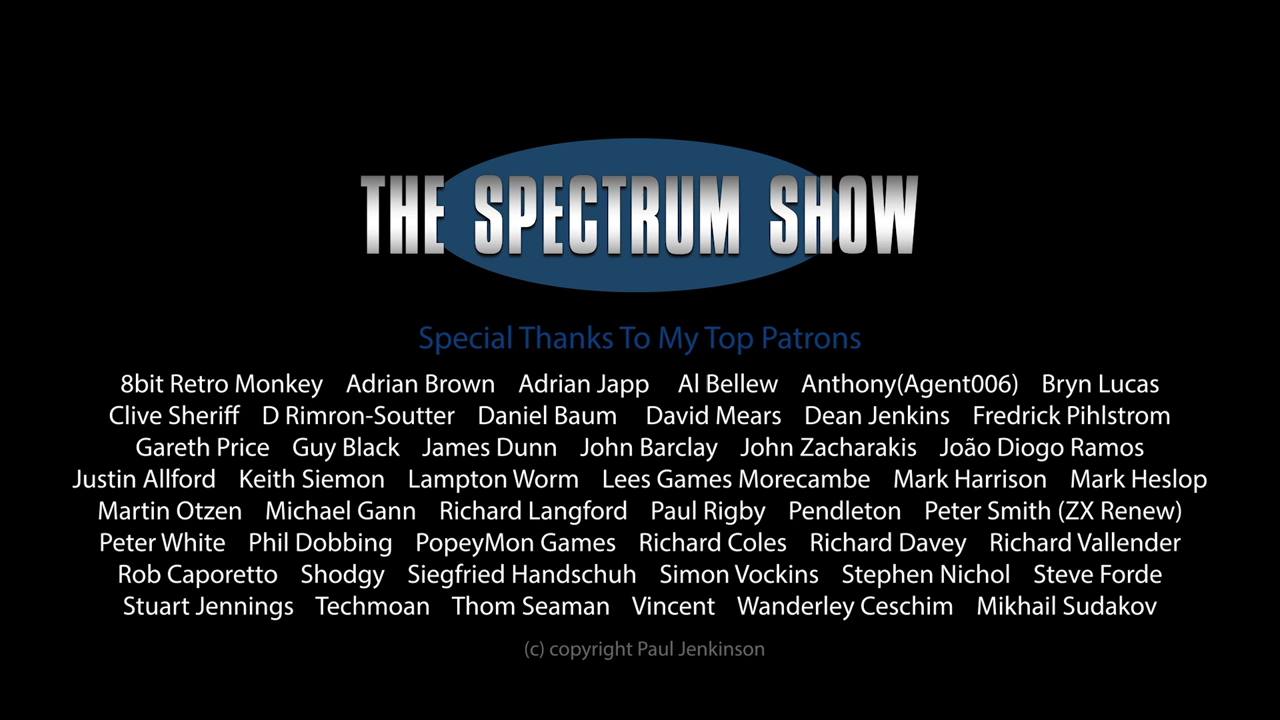 THE SPECTRUM SHOW
Special Thanks To My Top Patrons
8bit Retro Monkey Adrian Brown Adrian Japp Al Bellew Anthony(Agent006) Bryn Lucas
Clive Sheriff D Rimron-Soutter Daniel Baum David Mears Dean Jenkins Fredrick Pihlstrom
Gareth Price Guy Black James Dunn John Barclay John Zacharakis João Diogo Ramos
Justin Allford Keith Siemon Lampton Worm Lees Games Morecambe Mark Harrison Mark Heslop
Martin Otzen Michael Gann Richard Langford Paul Rigby Pendleton Peter Smith (ZX Renew)
Peter White Phil Dobbing PopeyMon Games Richard Coles Richard Davey Richard Vallender
Rob Caporetto Shodgy Siegfried Handschuh Simon Vockins Stephen Nichol Steve Forde
Stuart Jennings Techmoan Thom Seaman Vincent Wanderley Ceschim Mikhail Sudakov
(c) copyright Paul Jenkinson